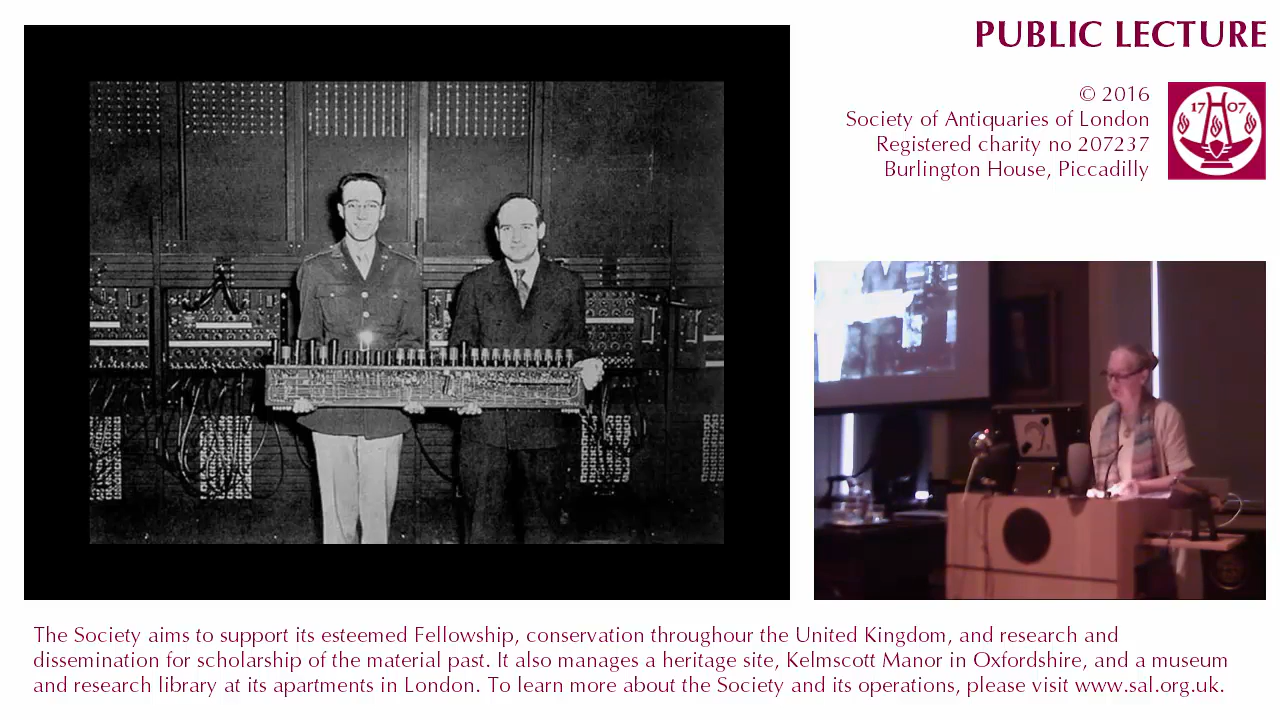 PUBLIC LECTURE
© 2016
Society of Antiquaries of London
Registered charity no 207237
Burlington House, Piccadilly
17 07
The Society aims to support its esteemed Fellowship, conservation throughour the United Kingdom, and research and
dissemination for scholarship of the material past. It also manages a heritage site, Kelmscott Manor in Oxfordshire, and a museum
and research library at its apartments in London. To learn more about the Society and its operations, please visit www.sal.org.uk.